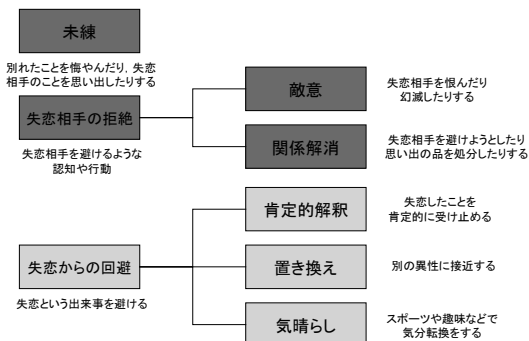 未練
別れたことを悔やんだり，失恋
相手のことを思い出したりする
失恋相手の拒絶
失恋相手を避けるような
認知や行動
敵意
失恋相手を恨んだり
幻滅したりする
関係解消
失恋相手を避けようとしたり
思い出の品を処分したりする
失恋からの回避
失恋という出来事を避ける
肯定的解釈
失恋したことを
肯定的に受け止める
置き換え
別の異性に接近する
気晴らし
スポーツや趣味などで
気分転換をする